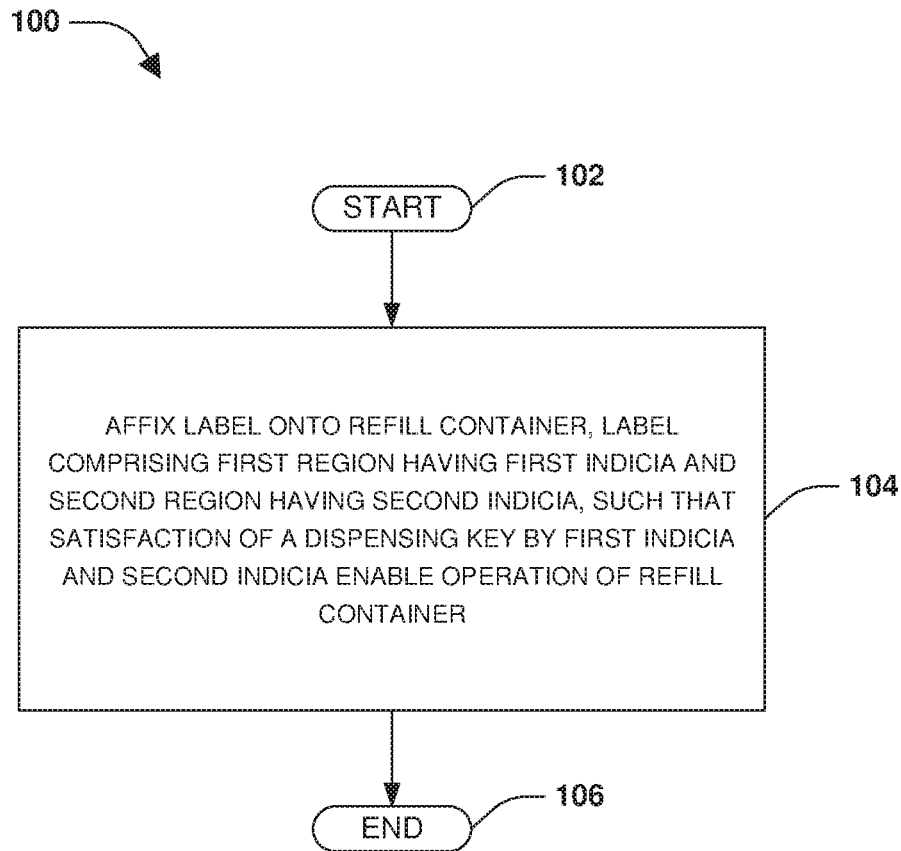 100
102
START
AFFIX LABEL ONTO REFILL CONTAINER, LABEL
COMPRISING FIRST REGION HAVING FIRST INDICIA AND
SECOND REGION HAVING SECOND INDICIA, SUCH THAT
SATISFACTION OF A DISPENSING KEY BY FIRST INDICIA
AND SECOND INDICIA ENABLE OPERATION OF REFILL
CONTAINER
104
106
END